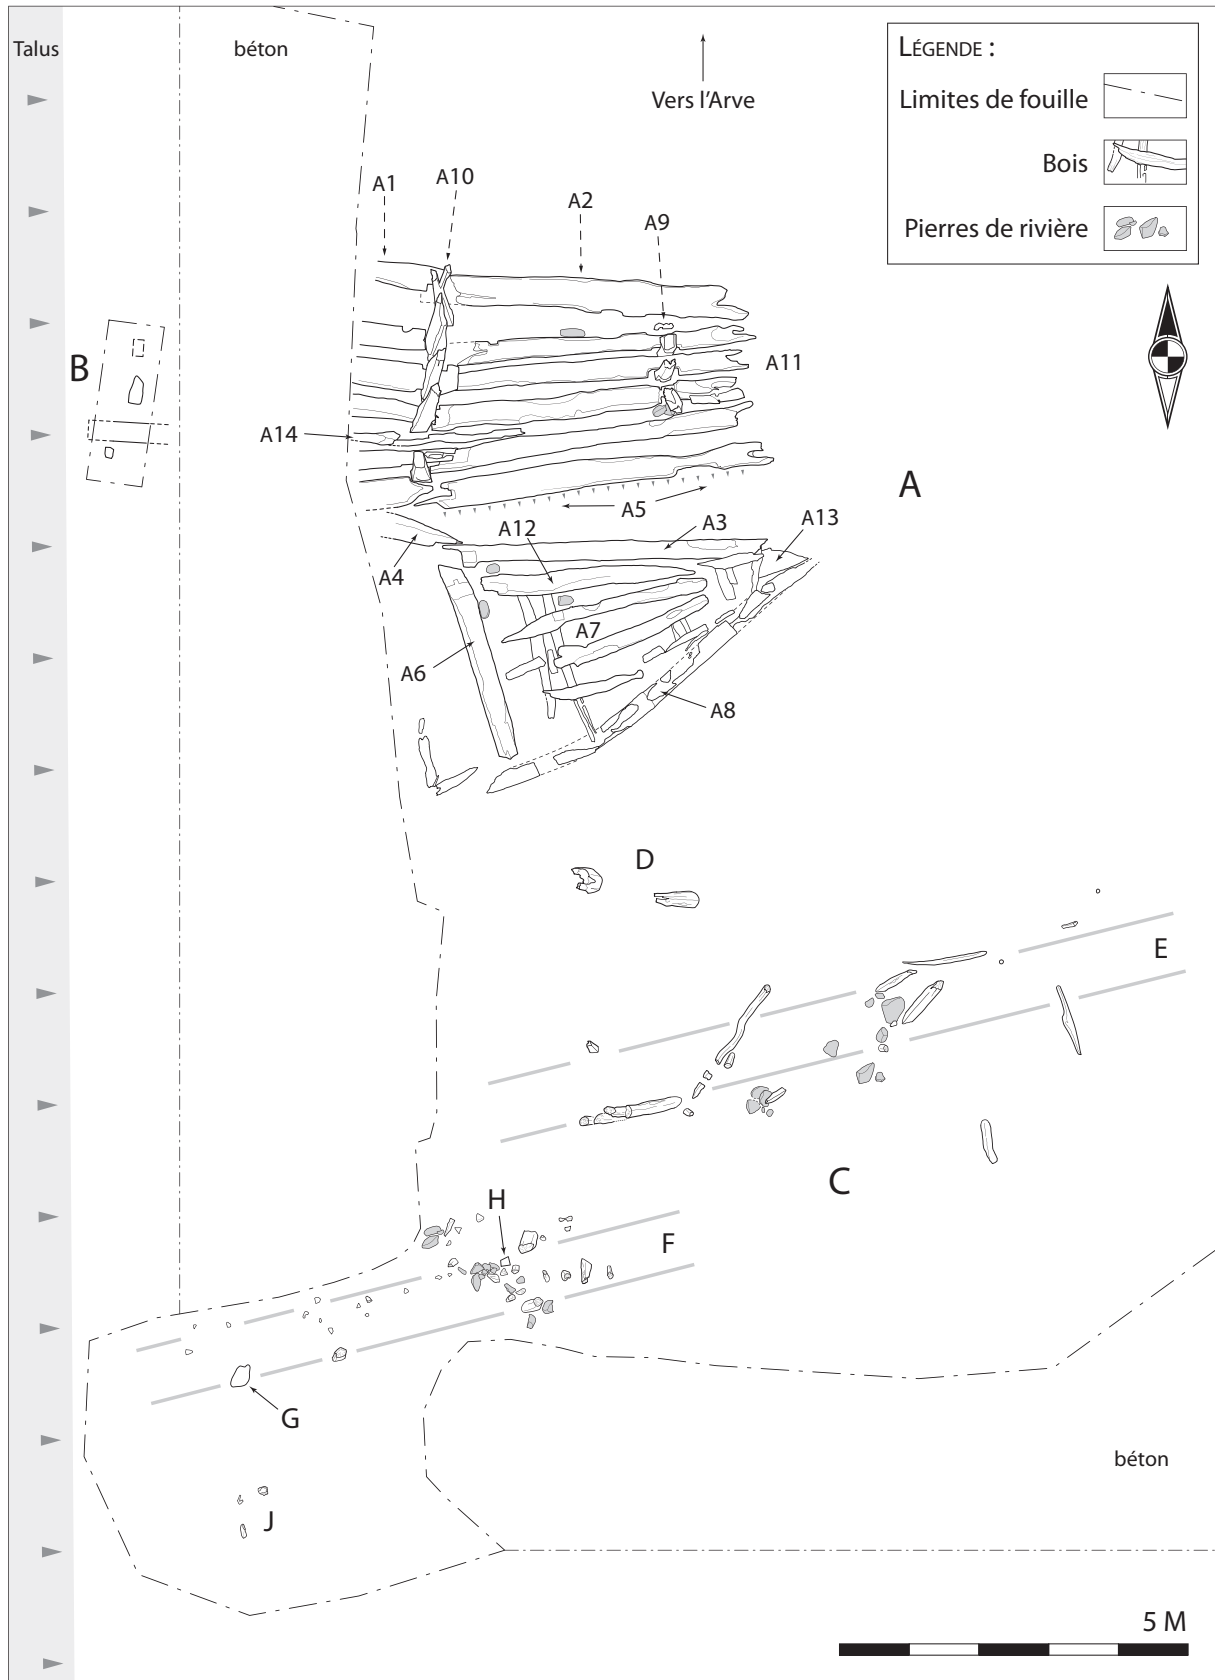 Talus
béton
Vers l'Arve
LÉGENDE :
Limites de fouille
Bois
Pierres de rivière
A1
A10
A2
A9
B
A11
A14
A
A5
A12
A3
A13
A4
A7
A6
A8
D
E
C
H
F
G
béton
J
5 M